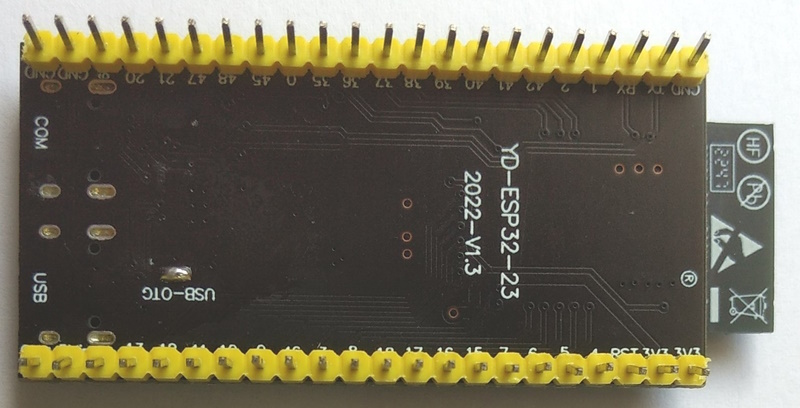 GND GND 19 20 21 47 48 45 0 35 36 37 38 39 40 41 42 2 1 RX TX GND
COM
USB
USB-OTG
YD-ESP32-23
2022-V1.3
®
HF
Pb
13 12 11 10 9 46 3 8 18 17 16 15 7 6 5 4 RST 3V3 3V3